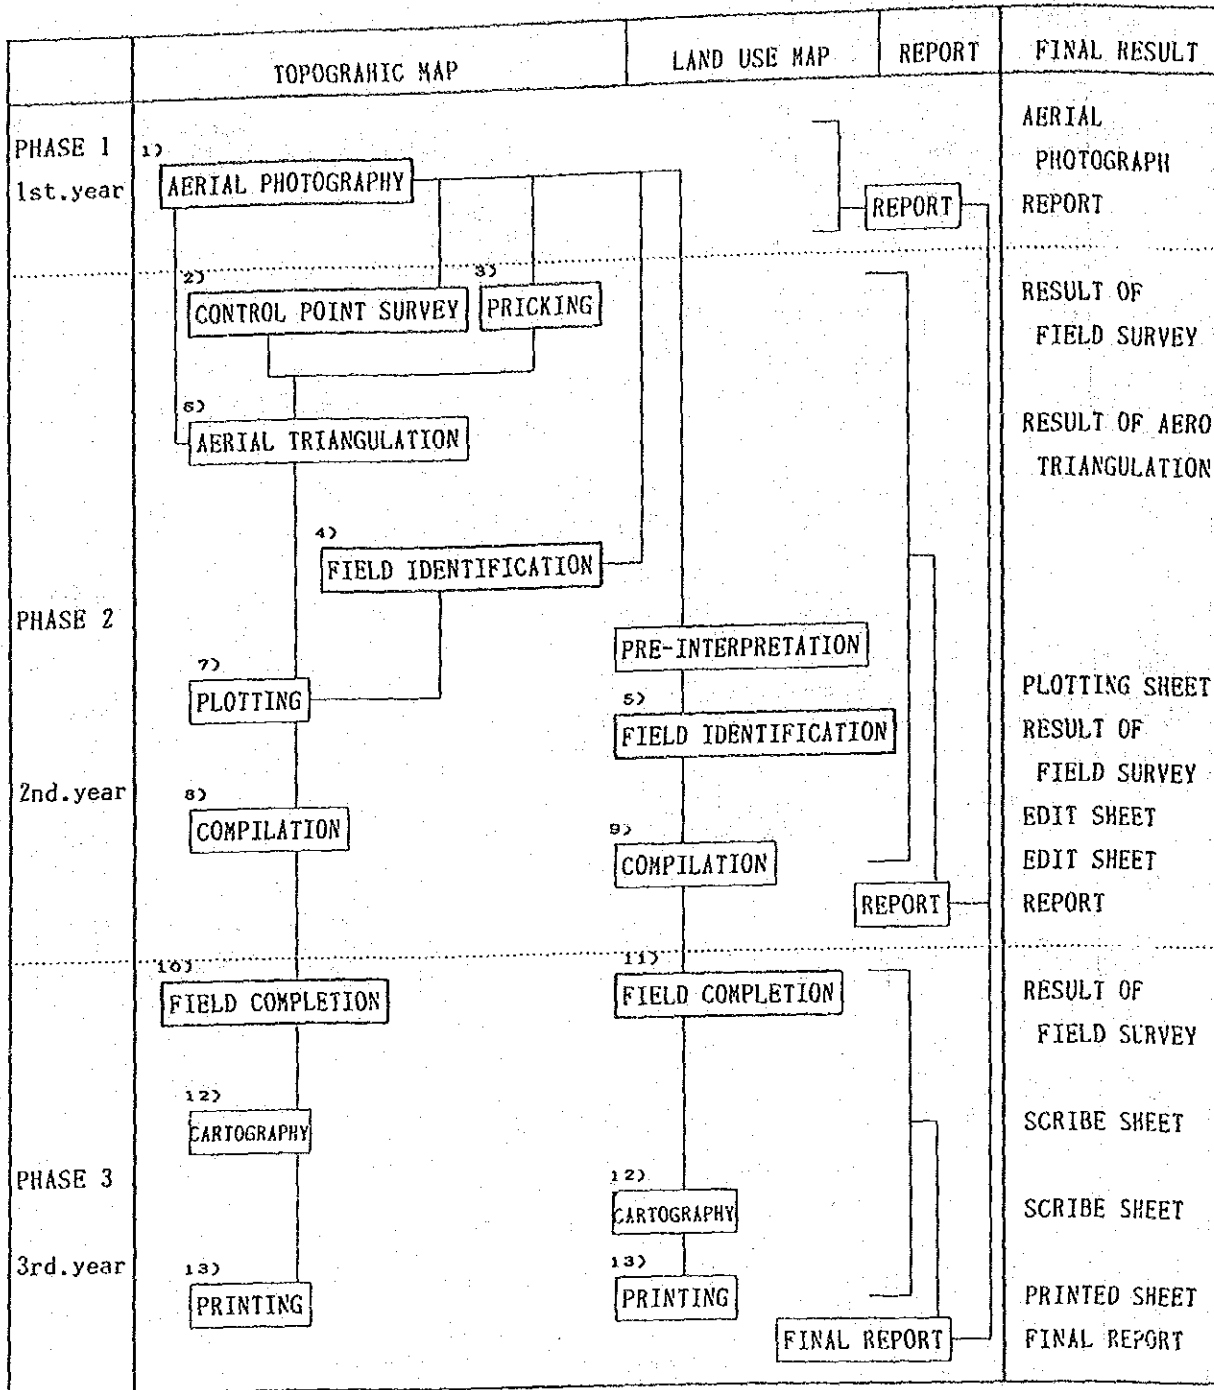 TOPOGRAHIC MAP LAND USE MAP REPORT FINAL RESULT
PHASE 1
1st.year
1)
AERIAL PHOTOGRAPHY
REPORT
AERIAL
PHOTOGRAPH
REPORT
2)
CONTROL POINT SURVEY
3)
PRICKING
RESULT OF
FIELD SURVEY
6)
AERIAL TRIANGULATION
RESULT OF AERO
TRIANGULATION
4)
FIELD IDENTIFICATION
PHASE 2
PRE-INTERPRETATION
7)
PLOTTING
PLOTTING SHEET
5)
FIELD IDENTIFICATION
RESULT OF
FIELD SURVEY
2nd.year
8)
COMPILATION
EDIT SHEET
9)
COMPILATION
EDIT SHEET
REPORT
REPORT
10)
FIELD COMPLETION
11)
FIELD COMPLETION
RESULT OF
FIELD SURVEY
12)
CARTOGRAPHY
SCRIBE SHEET
PHASE 3
12)
CARTOGRAPHY
SCRIBE SHEET
3rd.year
13)
PRINTING
13)
PRINTING
PRINTED SHEET
FINAL REPORT
FINAL REPORT